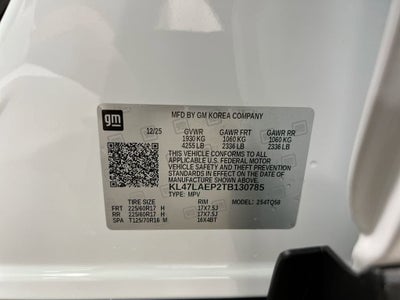 gm
MFD BY GM KOREA COMPANY
12/25 GVWR GAWR FRT GAWR RR
1930 KG 1060 KG 1060 KG
4255 LB 2336 LB 2336 LB
THIS VEHICLE CONFORMS TO ALL APPLICABLE
U.S. FEDERAL MOTOR
VEHICLE SAFETY, BUMPER, AND
THEFT PREVENTION STANDARDS IN EFFECT ON
THE DATE OF MANUFACTURE SHOWN ABOVE.
KL47LAEP2TB130785
TYPE: MPV
TIRE SIZE RIM MODEL: 254TQ58
FRT 225/60R17 H 17X7.5J
RR 225/60R17 H 17X7.5J
SPA T125/70R16 M 16X4BT